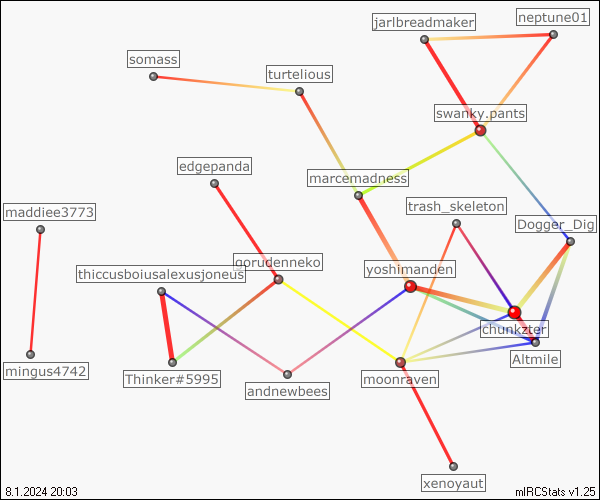 neptune01
jarlbreadmaker
somass
turtelious
swanky.pants
edgepanda
marcemadness
trash_skeleton
maddiee3773
Dogger_Dig
gorudenneko
thiccusboiusalexusjoneus
yoshimanden
chunkzter
Altmile
mingus4742
Thinker#5995
moonraven
andnewbees
xenoyaut
8.1.2024 20:03
mIRCStats v1.25